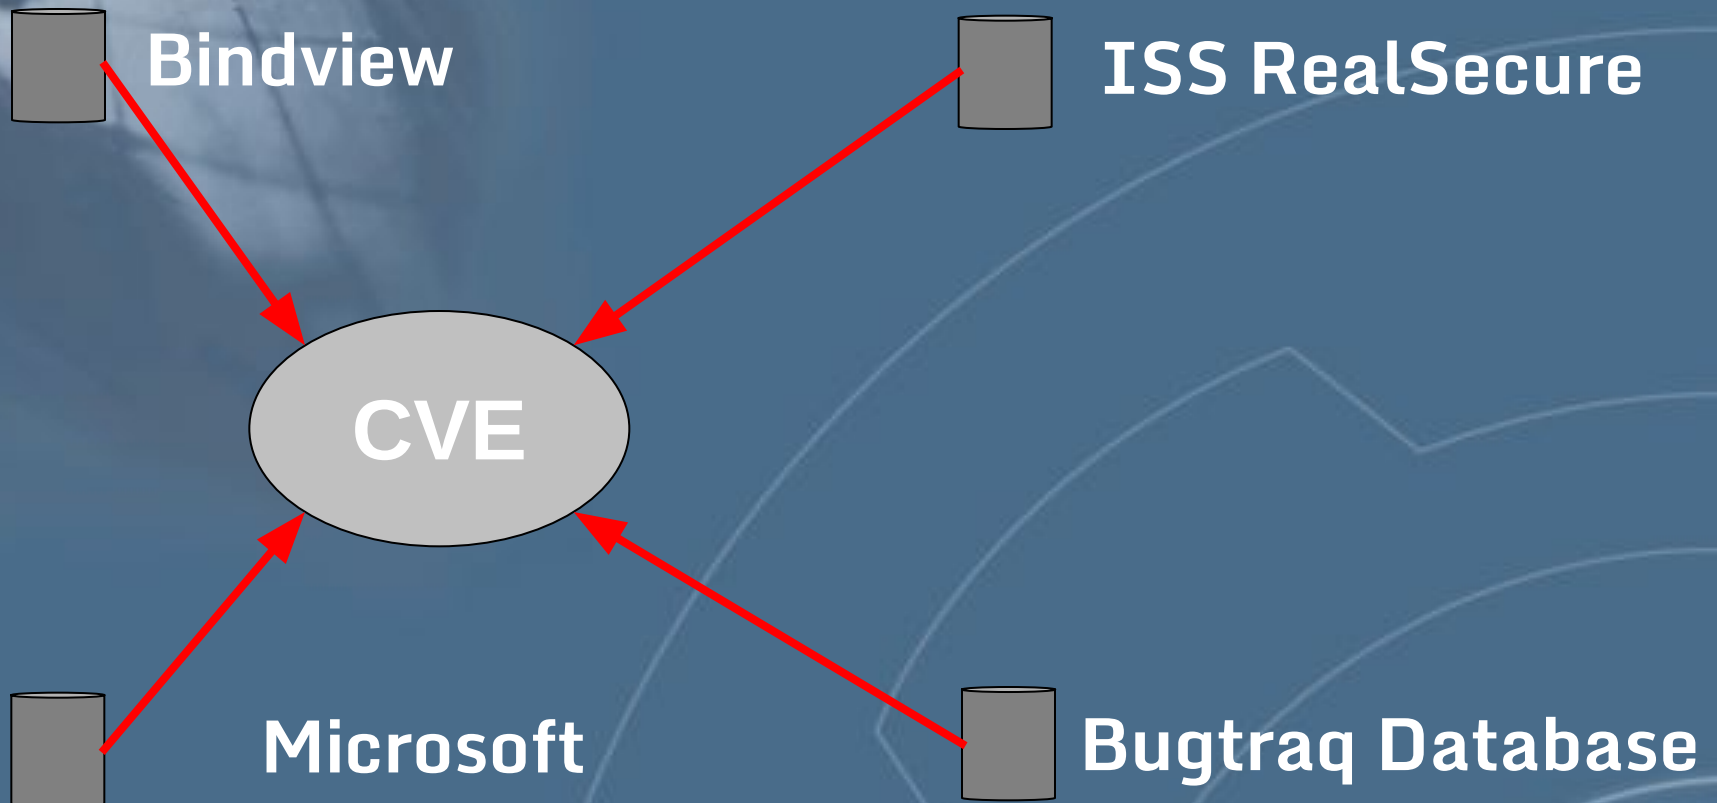 Bindview
ISS RealSecure
CVE
Microsoft
Bugtraq Database